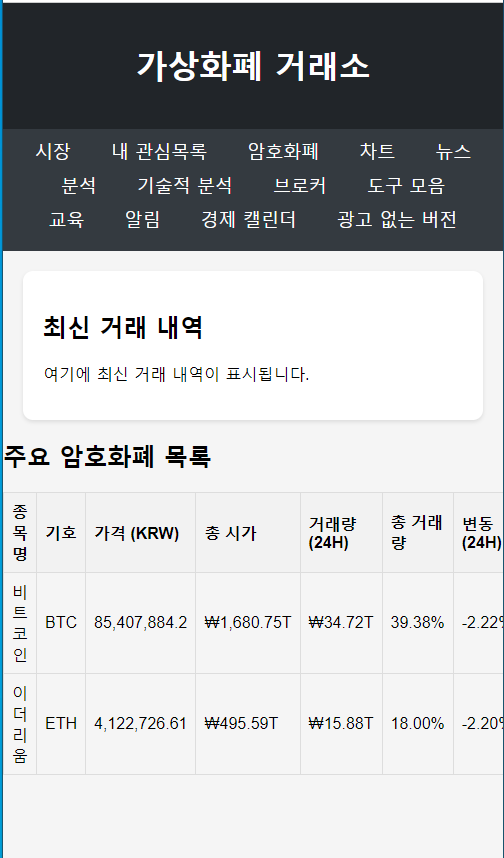 가상화폐 거래소
시장 내 관심목록 암호화폐 차트 뉴스
분석 기술적 분석 브로커 도구 모음
교육 알림 경제 캘린더 광고 없는 버전
최신 거래 내역
여기에 최신 거래 내역이 표시됩니다.
주요 암호화폐 목록
종목명 기호 가격 (KRW) 총 시가 거래량 (24H) 총 거래량 변동 (24H)
비트코인 BTC 85,407,884.2 ₩1,680.75T ₩34.72T 39.38% -2.22%
이더리움 ETH 4,122,726.61 ₩495.59T ₩15.88T 18.00% -2.20%